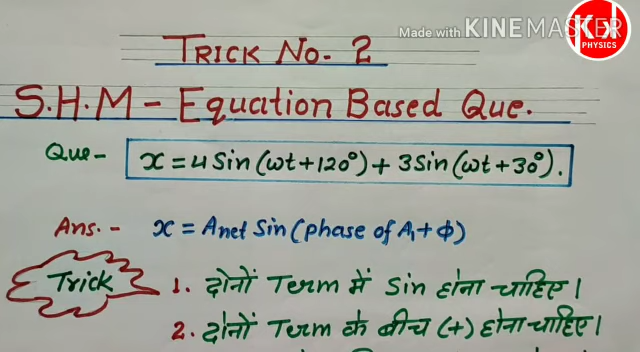 Made with KINEMASTER
Kx
PHYSICS
TRICK NO. 2
S.H.M - Equation Based Que.
Que - x = 4 Sin (ωt + 120°) + 3 Sin (ωt + 30°).
Ans. - x = Anet Sin (phase of A1 + Φ)
Trick
1. दोनों Term में Sin होना चाहिए।
2. दोनों Term के बीच (+) होना चाहिए।